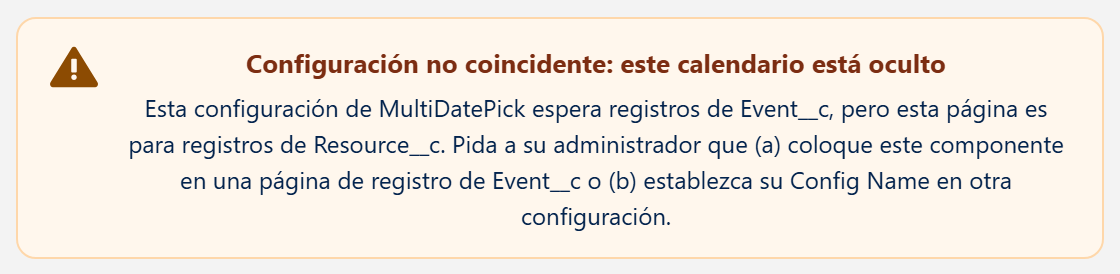 Configuración no coincidente: este calendario está oculto
Esta configuración de MultiDatePick espera registros de Event__c, pero esta página es
para registros de Resource__c. Pida a su administrador que (a) coloque este componente
en una página de registro de Event__c o (b) establezca su Config Name en otra
configuración.